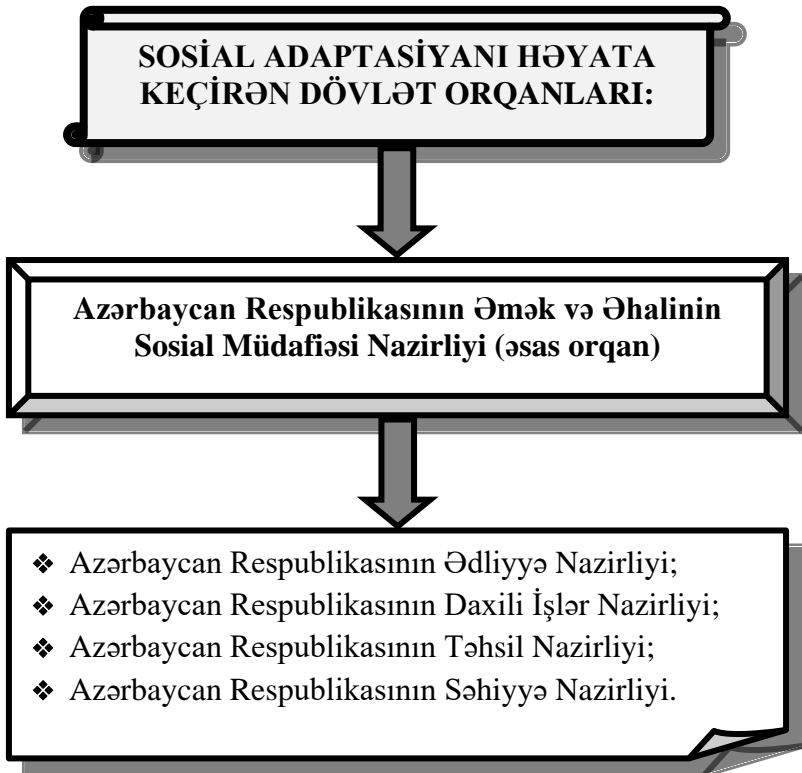 SOSİAL ADAPTASİYANI HƏYATA
KEÇİRƏN DÖVLƏT ORQANLARI:
Azərbaycan Respublikasının Əmək və Əhalinin
Sosial Müdafiəsi Nazirliyi (əsas orqan)
❖ Azərbaycan Respublikasının Ədliyyə Nazirliyi;
❖ Azərbaycan Respublikasının Daxili İşlər Nazirliyi;
❖ Azərbaycan Respublikasının Təhsil Nazirliyi;
❖ Azərbaycan Respublikasının Səhiyyə Nazirliyi.